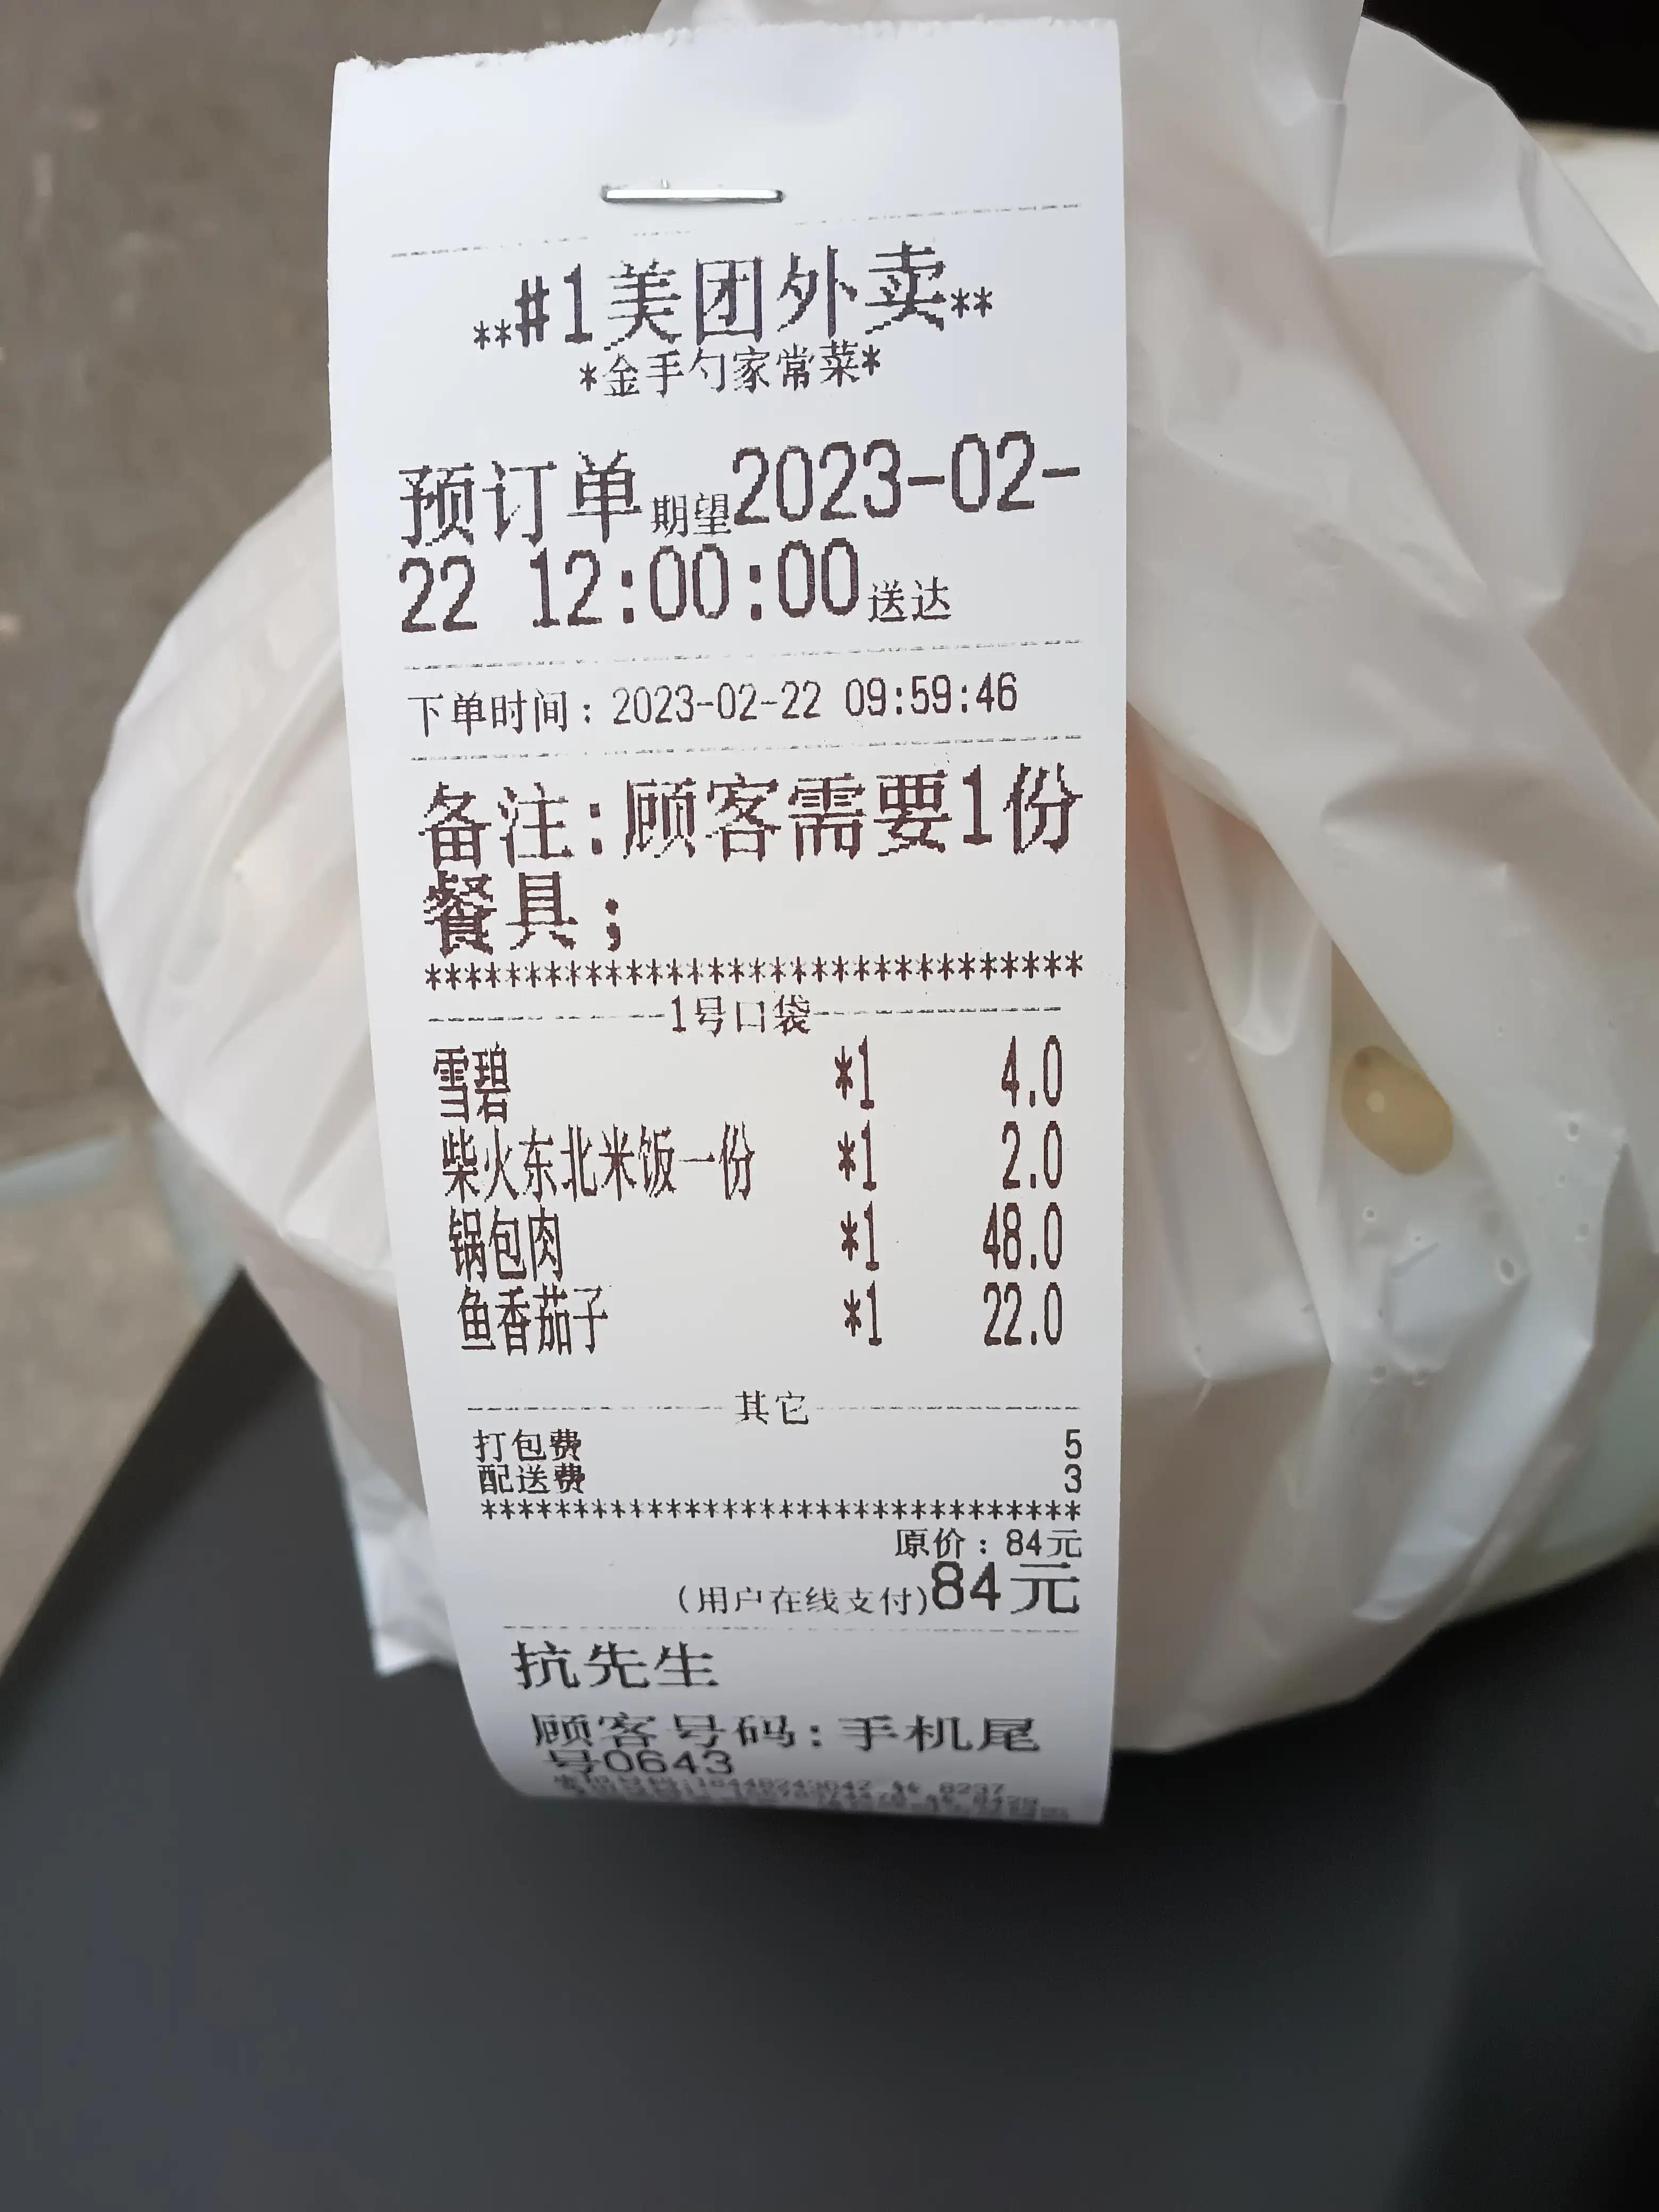 **#1美团外卖**
*金手勺家常菜*
预订单期望2023-02-
22 12:00:00送达
下单时间：2023-02-22 09:59:46
备注：顾客需要1份
餐具；
********************************
1号口袋
雪碧 *1 4.0
柴火东北米饭一份 *1 2.0
锅包肉 *1 48.0
鱼香茄子 *1 22.0
其它
打包费 5
配送费 3
********************************
原价：84元
(用户在线支付)84元
抗先生
顾客号码：手机尾
号0643